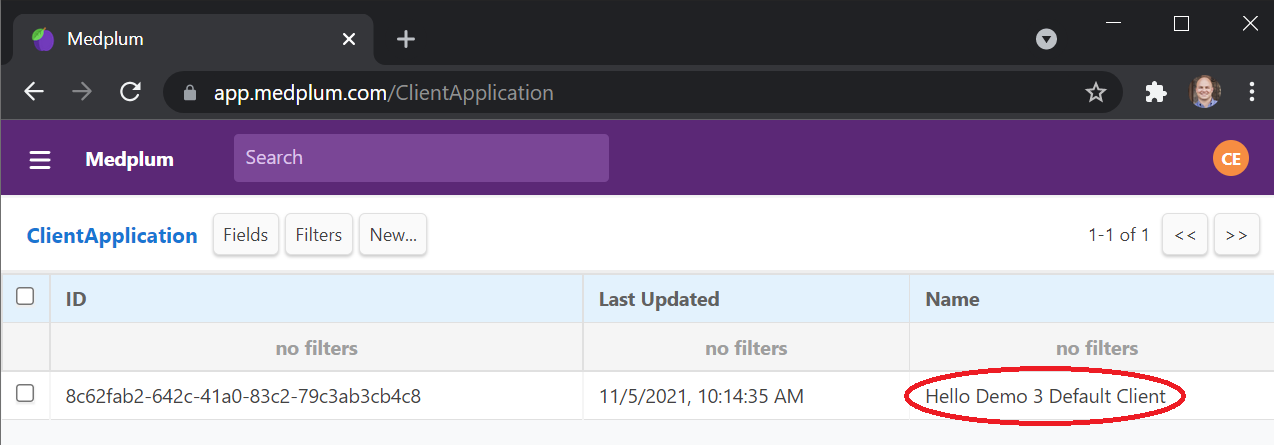 Medplum
app.medplum.com/ClientApplication
Medplum Search CE
ClientApplication Fields Filters New... 1-1 of 1 << >>
ID Last Updated Name
no filters no filters no filters
8c62fab2-642c-41a0-83c2-79c3ab3cb4c8 11/5/2021, 10:14:35 AM Hello Demo 3 Default Client